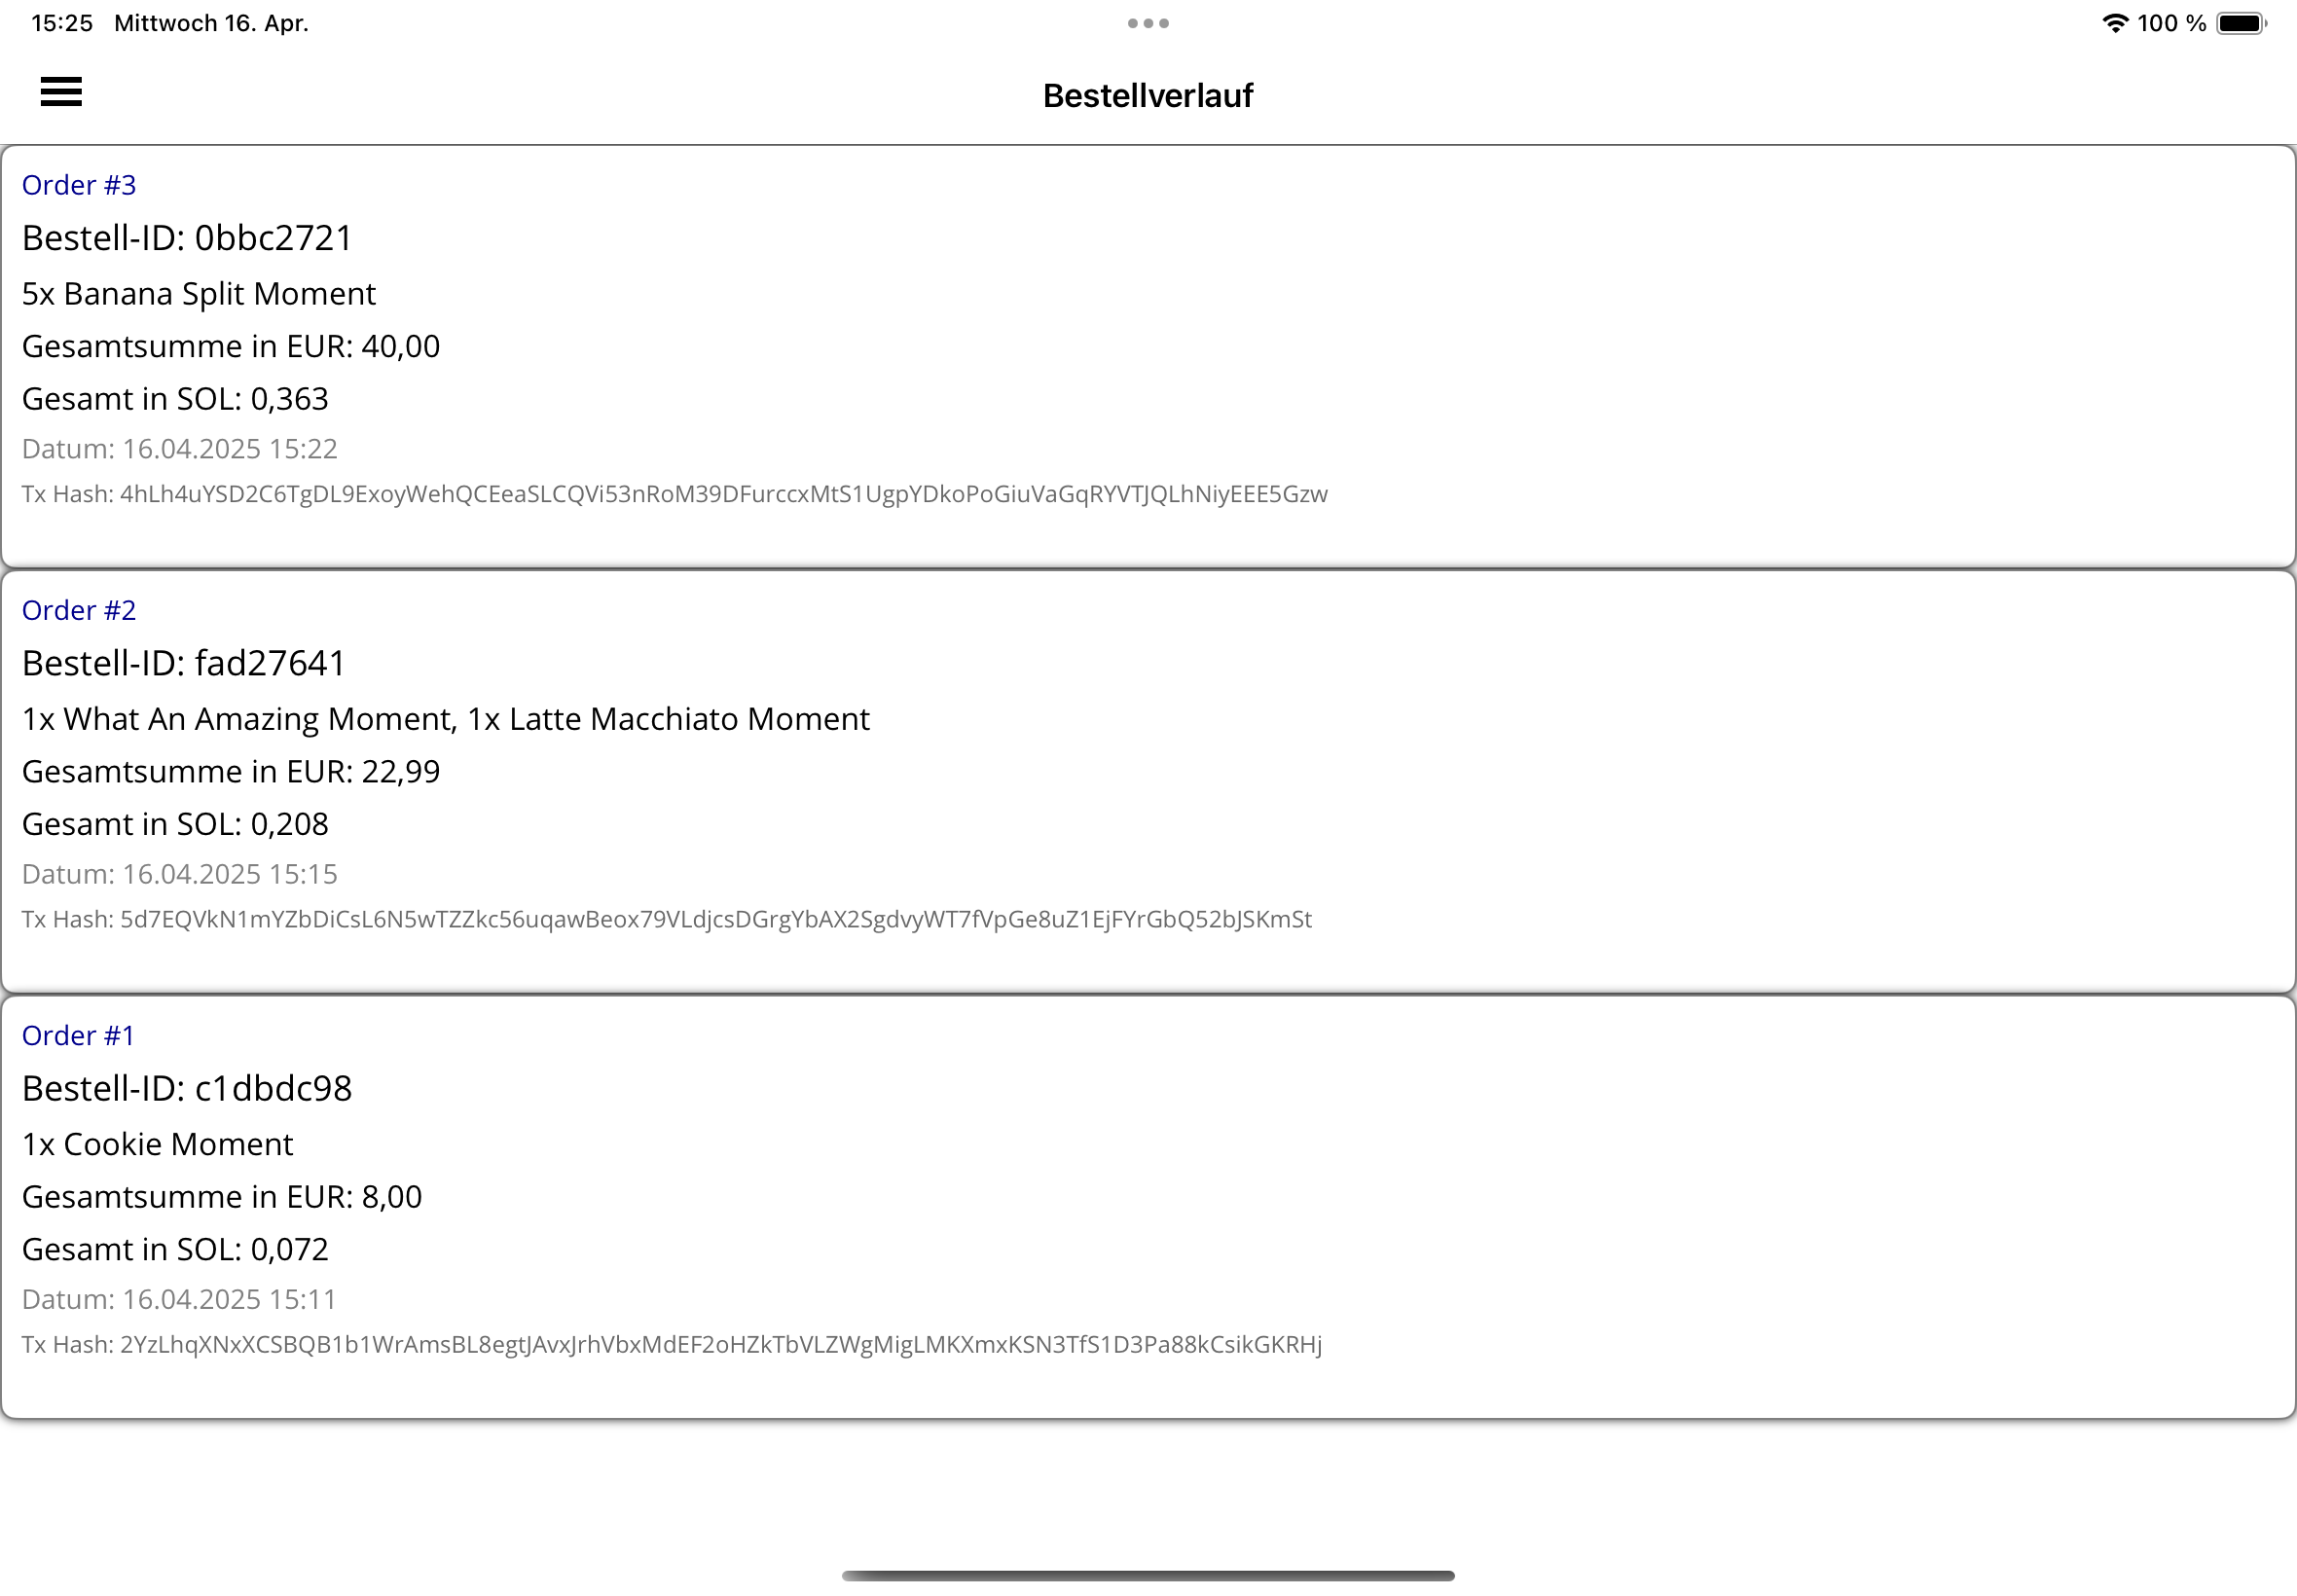 15:25 Mittwoch 16. Apr.
100 %
Bestellverlauf
Order #3
Bestell-ID: 0bbc2721
5x Banana Split Moment
Gesamtsumme in EUR: 40,00
Gesamt in SOL: 0,363
Datum: 16.04.2025 15:22
Tx Hash: 4hLh4uYSD2C6TgDL9ExoyWehQCEeaSLCQVi53nRoM39DFurccxMtS1UgpYDkoPoGiuVaGqRYVTJQLhNiyEEE5Gzw
Order #2
Bestell-ID: fad27641
1x What An Amazing Moment, 1x Latte Macchiato Moment
Gesamtsumme in EUR: 22,99
Gesamt in SOL: 0,208
Datum: 16.04.2025 15:15
Tx Hash: 5d7EQVkN1mYZbDiCsL6N5wTZZkc56uqawBeox79VLdjcsDGrgYbAX2SgdvyWT7fVpGe8uZ1EjFYrGbQ52bJSKmSt
Order #1
Bestell-ID: c1dbdc98
1x Cookie Moment
Gesamtsumme in EUR: 8,00
Gesamt in SOL: 0,072
Datum: 16.04.2025 15:11
Tx Hash: 2YzLhqXNxXCSBQB1b1WrAmsBL8egtJAvxJrhVbxMdEF2oHZkTbVLZWgMigLMKXmxKSN3TfS1D3Pa88kCsikGKRHj